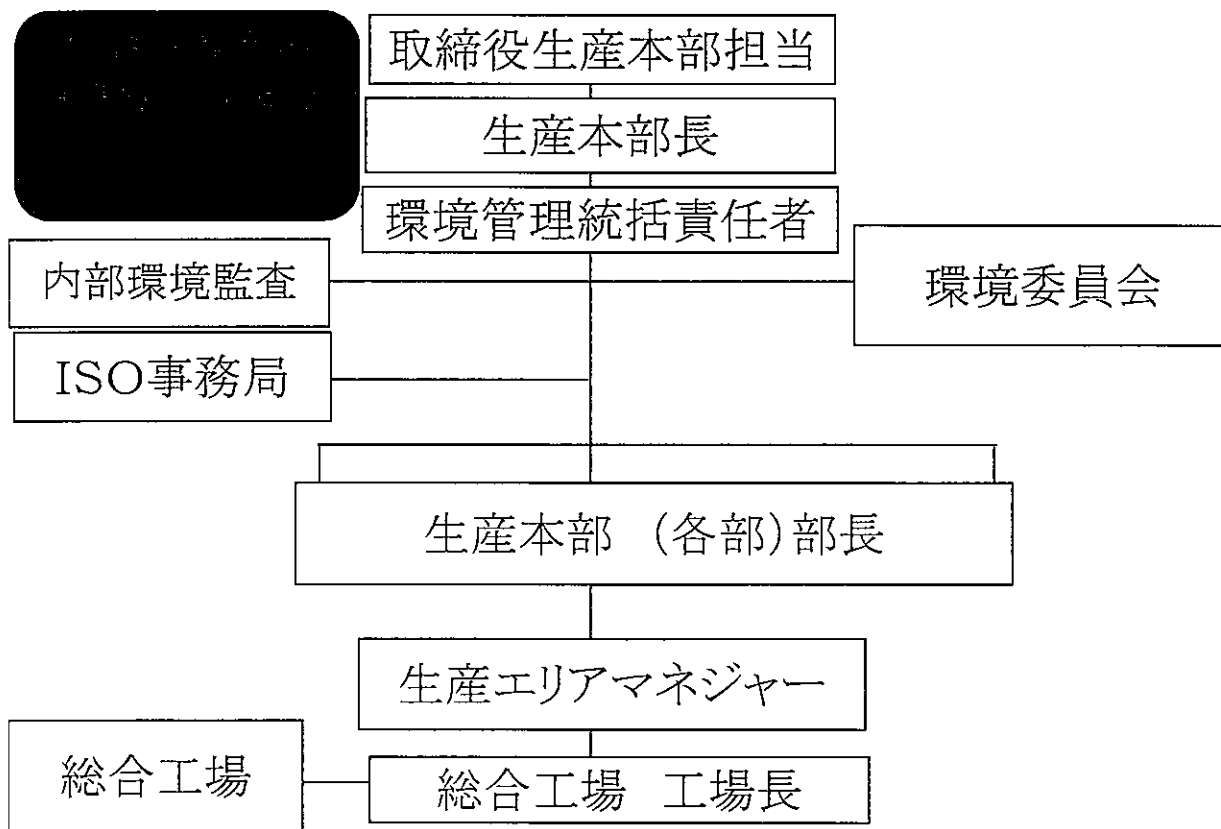 取締役生産本部担当
生産本部長
環境管理統括責任者
内部環境監査
環境委員会
ISO事務局
生産本部 (各部)部長
生産エリアマネジャー
総合工場
総合工場 工場長